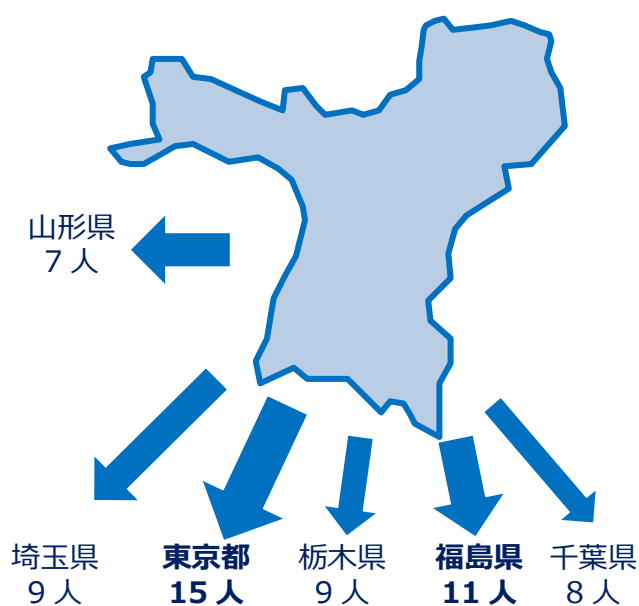 山形県
7 人
埼玉県
9 人
東京都
15 人
栃木県
9 人
福島県
11 人
千葉県
8 人